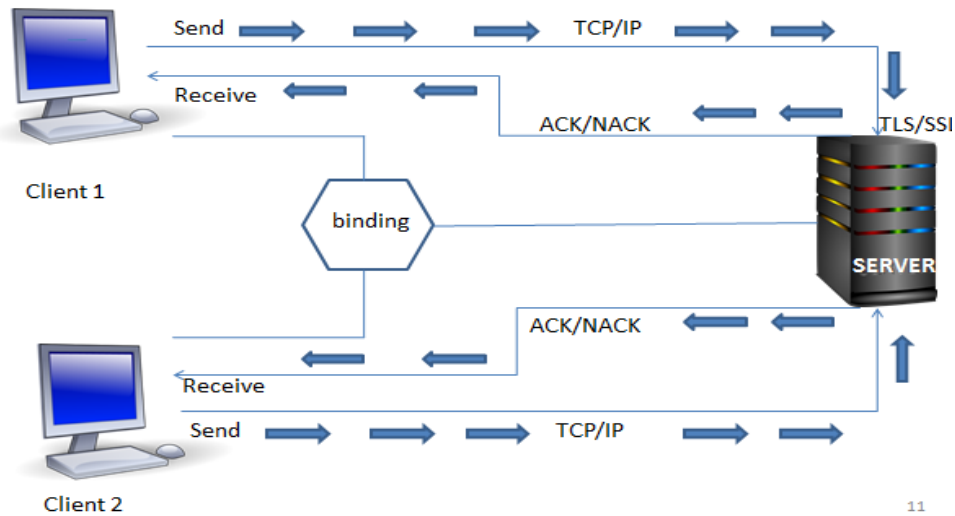 Send TCP/IP
Receive
ACK/NACK TLS/SSL
Client 1
binding
SERVER
ACK/NACK
Receive
Send TCP/IP
Client 2
11